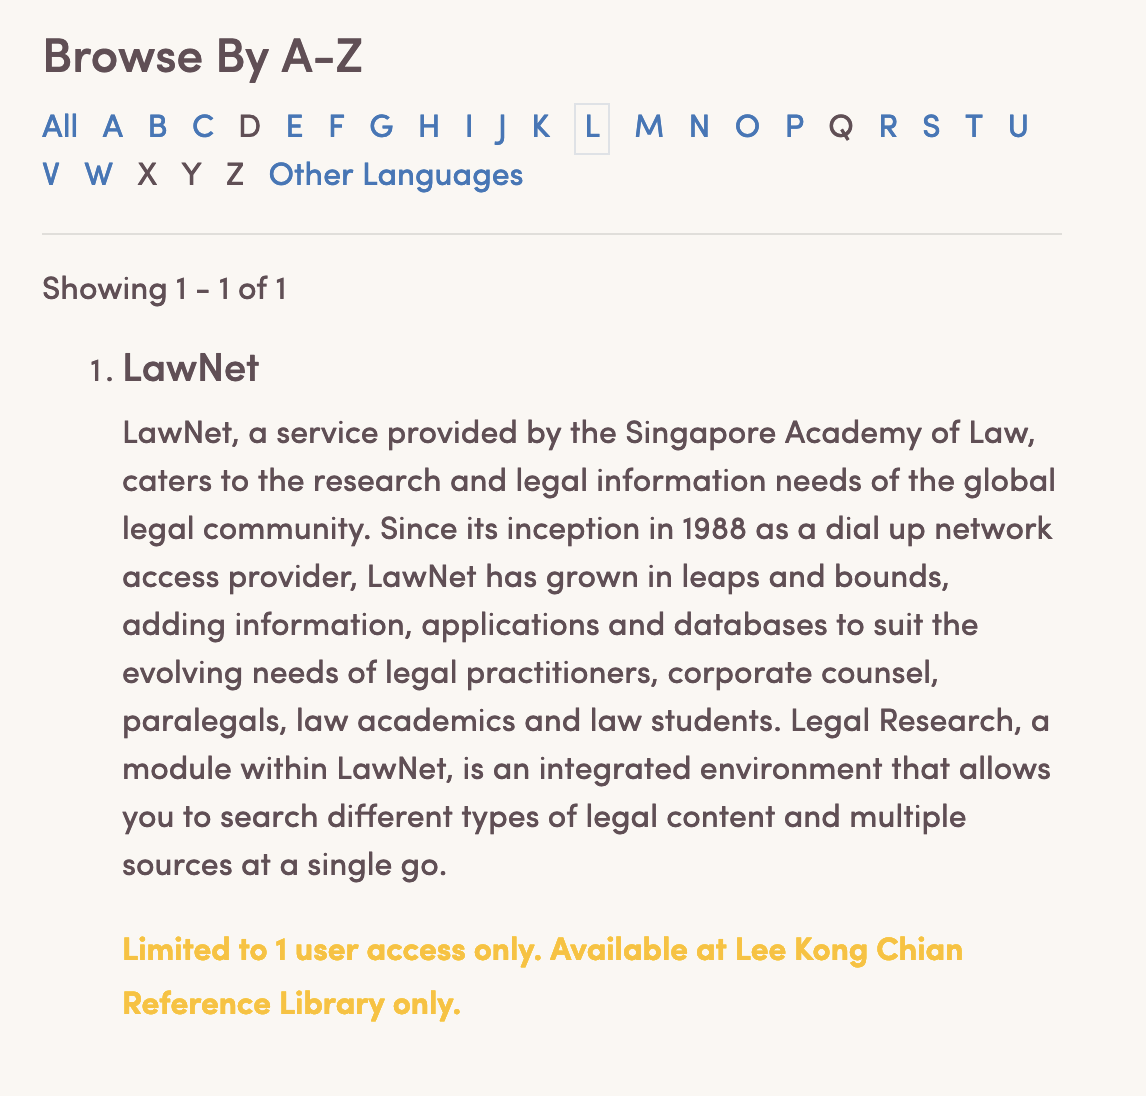 Browse By A-Z
All A B C D E F G H I J K L M N O P Q R S T U
V W X Y Z Other Languages
Showing 1 - 1 of 1
1. LawNet
LawNet, a service provided by the Singapore Academy of Law,
caters to the research and legal information needs of the global
legal community. Since its inception in 1988 as a dial up network
access provider, LawNet has grown in leaps and bounds,
adding information, applications and databases to suit the
evolving needs of legal practitioners, corporate counsel,
paralegals, law academics and law students. Legal Research, a
module within LawNet, is an integrated environment that allows
you to search different types of legal content and multiple
sources at a single go.
Limited to 1 user access only. Available at Lee Kong Chian
Reference Library only.